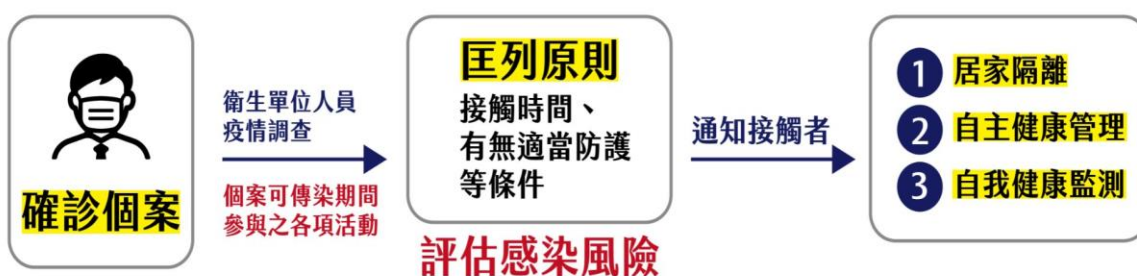 確診個案
衛生單位人員
疫情調查
個案可傳染期間
參與之各項活動
匡列原則
接觸時間、
有無適當防護
等條件
評估感染風險
通知接觸者
1 居家隔離
2 自主健康管理
3 自我健康監測